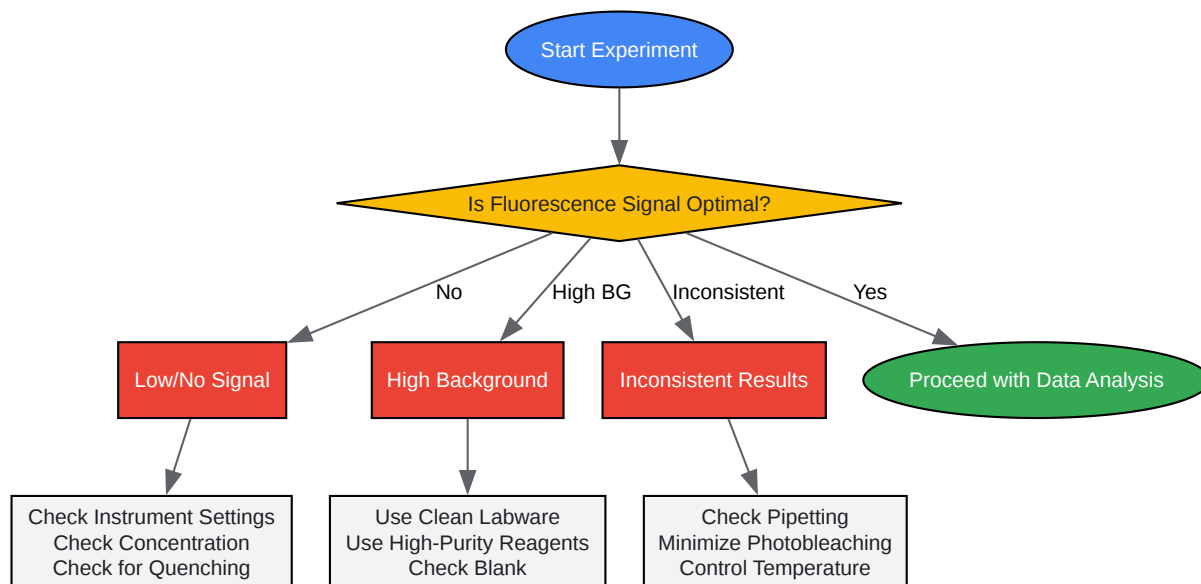 Start Experiment
Is Fluorescence Signal Optimal?
No
High BG
Inconsistent
Yes
Low/No Signal
High Background
Inconsistent Results
Proceed with Data Analysis
Check Instrument Settings
Check Concentration
Check for Quenching
Use Clean Labware
Use High-Purity Reagents
Check Blank
Check Pipetting
Minimize Photobleaching
Control Temperature